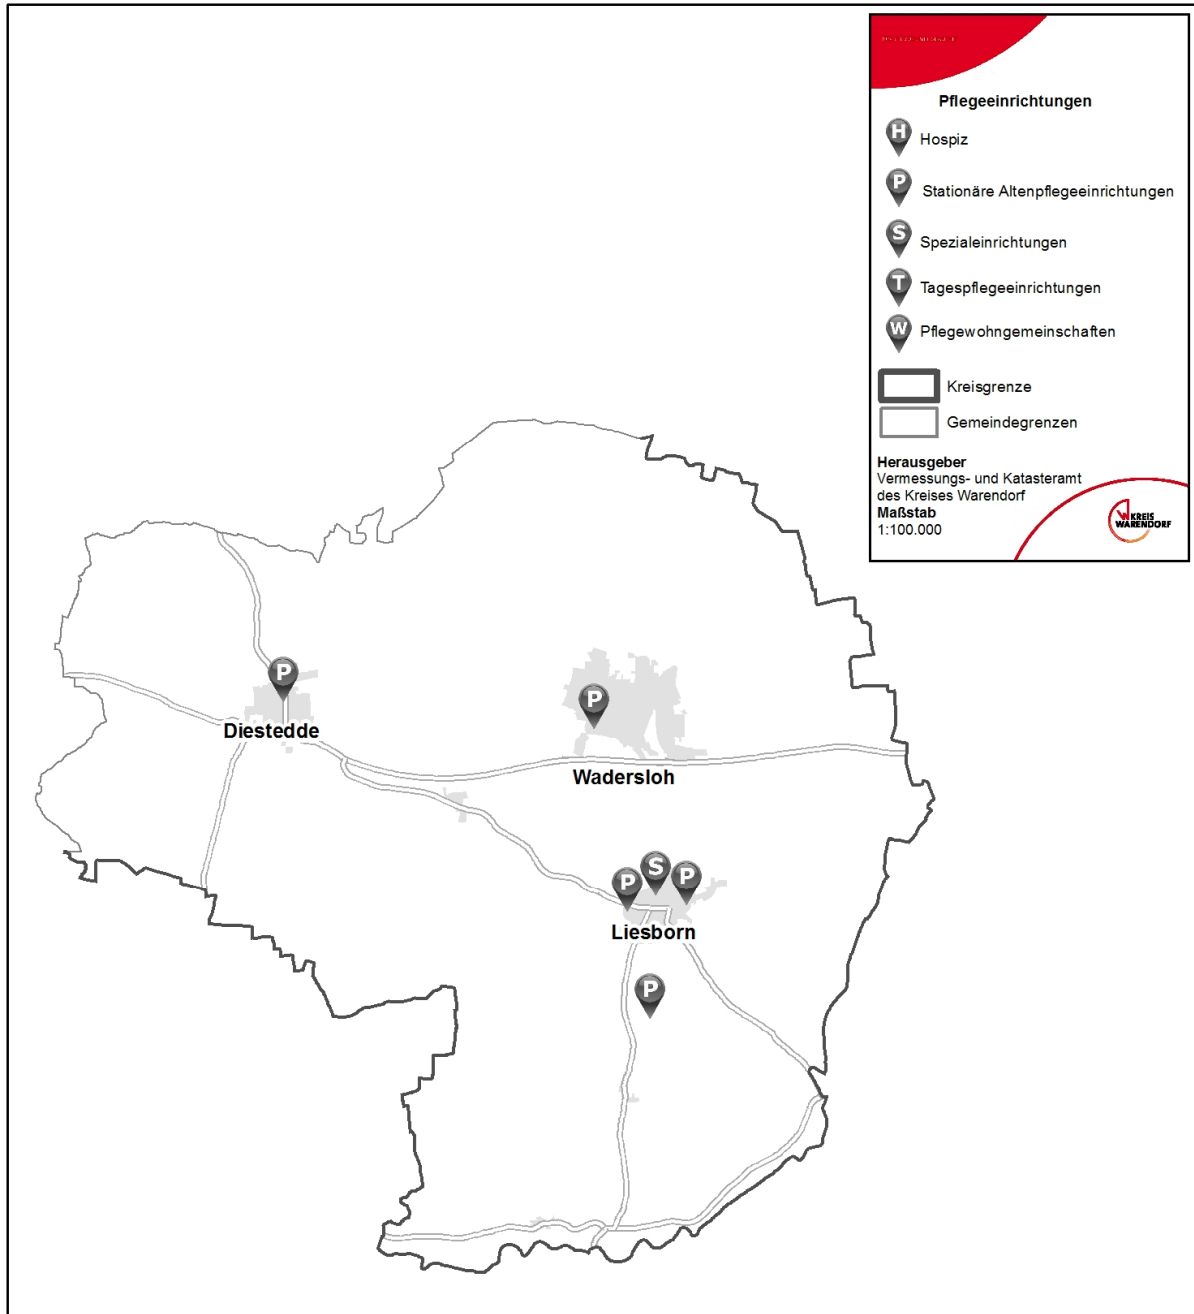 Pflegeeinrichtungen
H Hospiz
P Stationäre Altenpflegeeinrichtungen
S Spezialeinrichtungen
T Tagespflegeeinrichtungen
W Pflegewohngemeinschaften
Kreisgrenze
Gemeindegrenzen
Herausgeber
Vermessungs- und Katasteramt
des Kreises Warendorf
Maßstab
1:100.000
KREIS
WARENDORF
P
Diestedde
P
Wadersloh
P S P
Liesborn
P